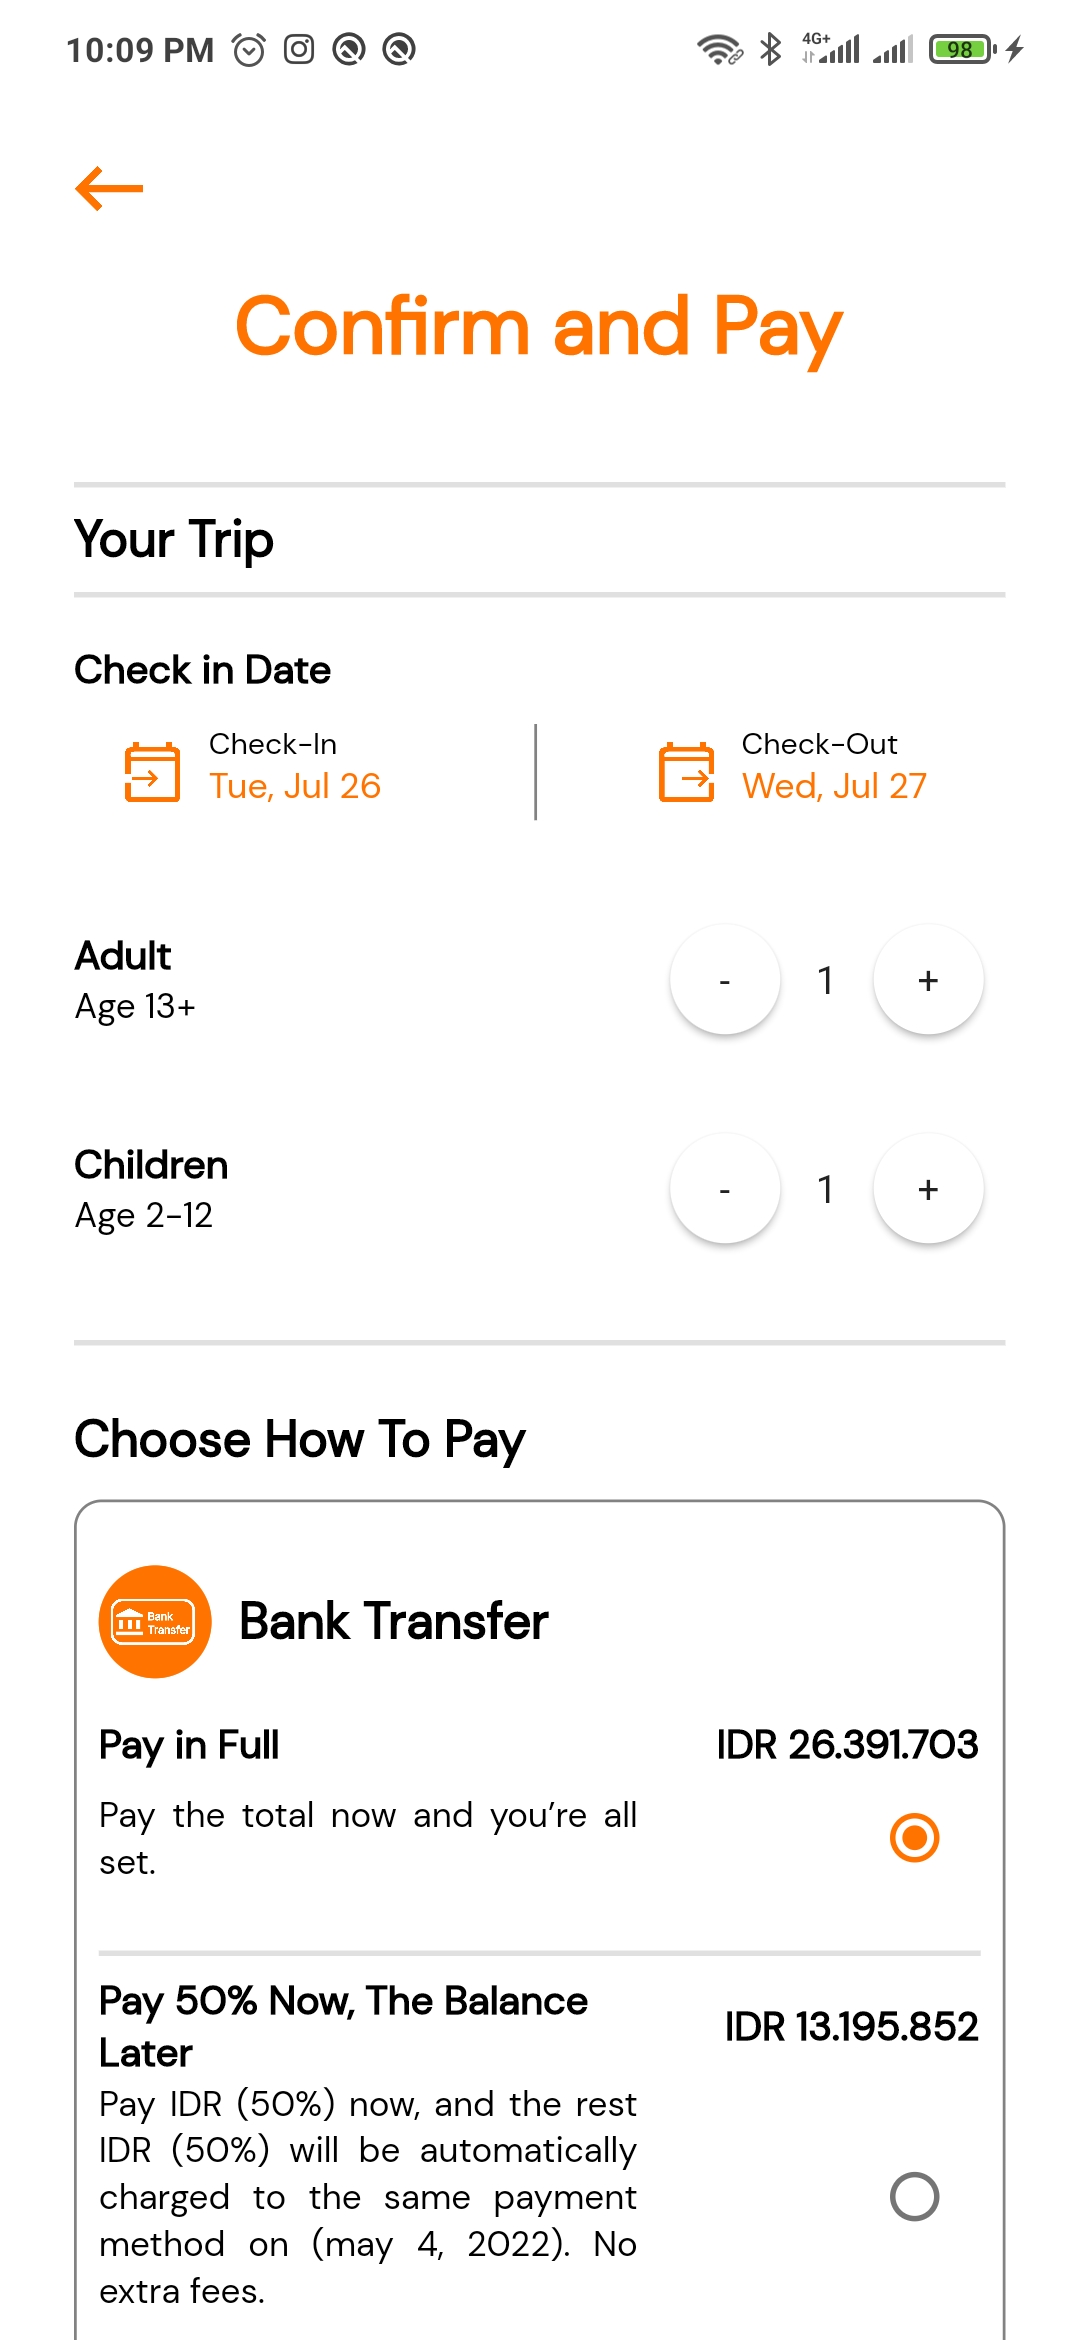 10:09 PM 4G+ 98
Confirm and Pay
Your Trip
Check in Date
Check-In Check-Out
Tue, Jul 26 Wed, Jul 27
Adult
Age 13+
- 1 +
Children
Age 2-12
- 1 +
Choose How To Pay
Bank
Transfer
Bank Transfer
Pay in Full IDR 26.391.703
Pay the total now and you’re all
set.
Pay 50% Now, The Balance
Later
IDR 13.195.852
Pay IDR (50%) now, and the rest
IDR (50%) will be automatically
charged to the same payment
method on (may 4, 2022). No
extra fees.